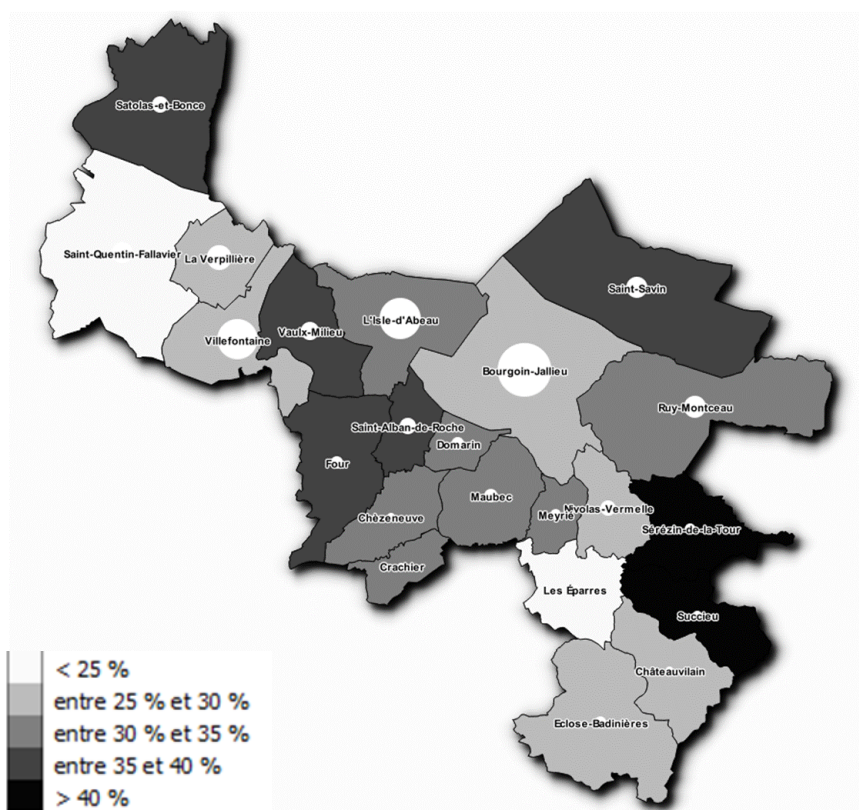 Satolas-et-Bonce
Saint-Quentin-Fallavier
La Verpillière
Saint-Savin
L'Isle-d'Abeau
Vaulx-Milieu
Villefontaine
Bourgoin-Jallieu
Ruy-Montceau
Saint-Alban-de-Roche
Domarin
Four
Maubec
Chèzeneuve
Meyrié
Nivolas-Vermelle
Sérézin-de-la-Tour
Crachier
Les Éparres
Succieu
Châteauvilain
Eclose-Badinières
< 25 %
entre 25 % et 30 %
entre 30 % et 35 %
entre 35 et 40 %
> 40 %